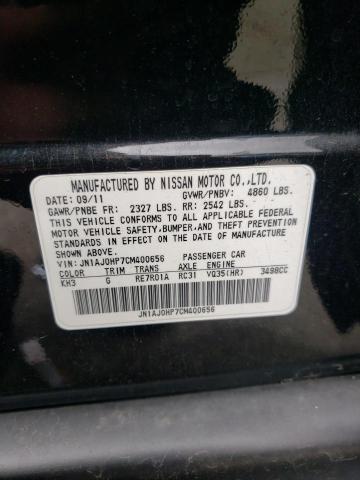 MANUFACTURED BY NISSAN MOTOR CO.,LTD.
DATE: 09/11 GVWR/PNBV: 4860 LBS.
GAWR/PNBE FR: 2327 LBS. RR: 2542 LBS.
THIS VEHICLE CONFORMS TO ALL APPLICABLE FEDERAL
MOTOR VEHICLE SAFETY,BUMPER,AND THEFT PREVENTION
STANDARDS IN EFFECT ON THE DATE OF MANUFACTURE
SHOWN ABOVE.
VIN: JN1AJ0HP7CM400656 PASSENGER CAR
COLOR TRIM TRANS AXLE ENGINE
KH3 G RE7R01A RC31 VQ35(HR) 3498CC
JN1AJ0HP7CM400656